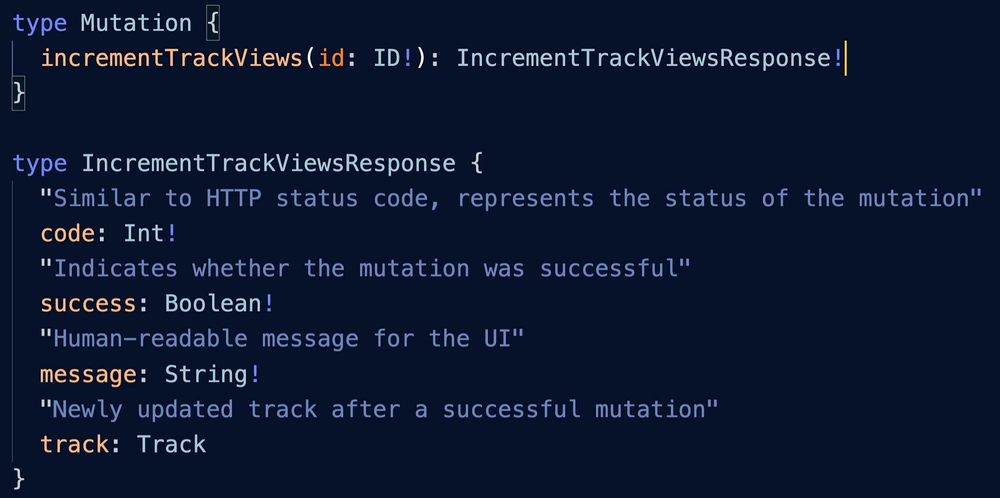 type Mutation {
  incrementTrackViews(id: ID!): IncrementTrackViewsResponse!
}

type IncrementTrackViewsResponse {
  "Similar to HTTP status code, represents the status of the mutation"
  code: Int!
  "Indicates whether the mutation was successful"
  success: Boolean!
  "Human-readable message for the UI"
  message: String!
  "Newly updated track after a successful mutation"
  track: Track
}